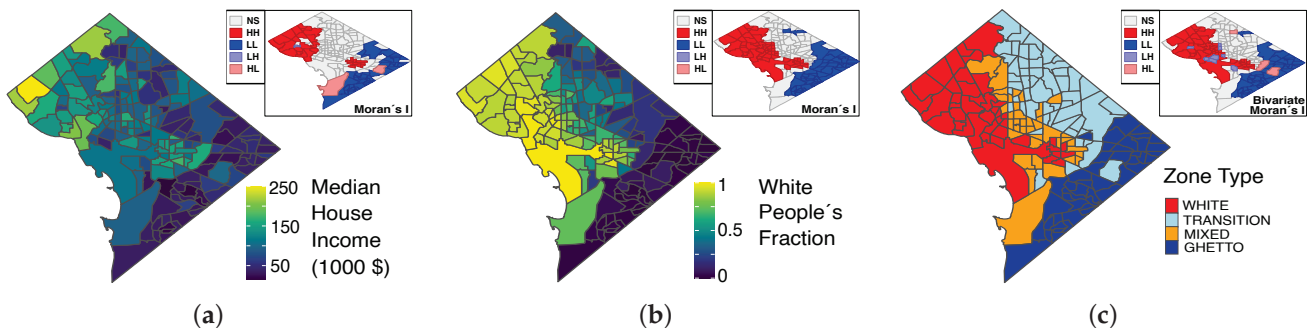 NS
HH
LL
LH
HL
Moran´s I
250
150
50
Median
House
Income
(1000 $)
(a)
NS
HH
LL
LH
HL
Moran´s I
1
0.5
0
White
People´s
Fraction
(b)
NS
HH
LL
LH
HL
Bivariate
Moran´s I
Zone Type
WHITE
TRANSITION
MIXED
GHETTO
(c)